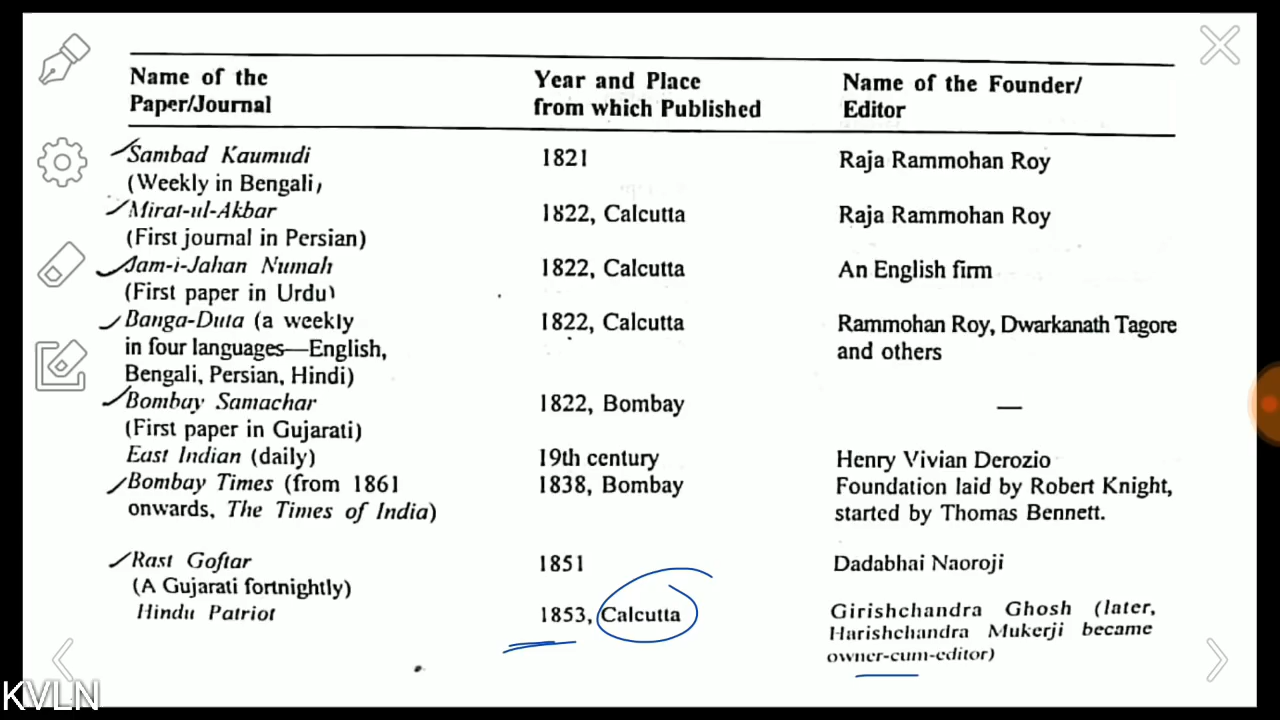 Name of the Paper/Journal | Year and Place from which Published | Name of the Founder/ Editor
Sambad Kaumudi | 1821 | Raja Rammohan Roy
(Weekly in Bengali,
Mirat-ul-Akbar | 1822, Calcutta | Raja Rammohan Roy
(First journal in Persian)
Jam-i-Jahan Numah | 1822, Calcutta | An English firm
(First paper in Urdu)
Banga-Duta (a weekly | 1822, Calcutta | Rammohan Roy, Dwarkanath Tagore
in four languages—English, | and others
Bengali, Persian, Hindi)
Bombay Samachar | 1822, Bombay | —
(First paper in Gujarati)
East Indian (daily) | 19th century | Henry Vivian Derozio
Bombay Times (from 1861 | 1838, Bombay | Foundation laid by Robert Knight,
onwards, The Times of India) | started by Thomas Bennett.
Rast Goftar | 1851 | Dadabhai Naoroji
(A Gujarati fortnightly)
Hindu Patriot | 1853, Calcutta | Girishchandra Ghosh (later,
Harishchandra Mukerji became
owner-cum-editor)
KVLN